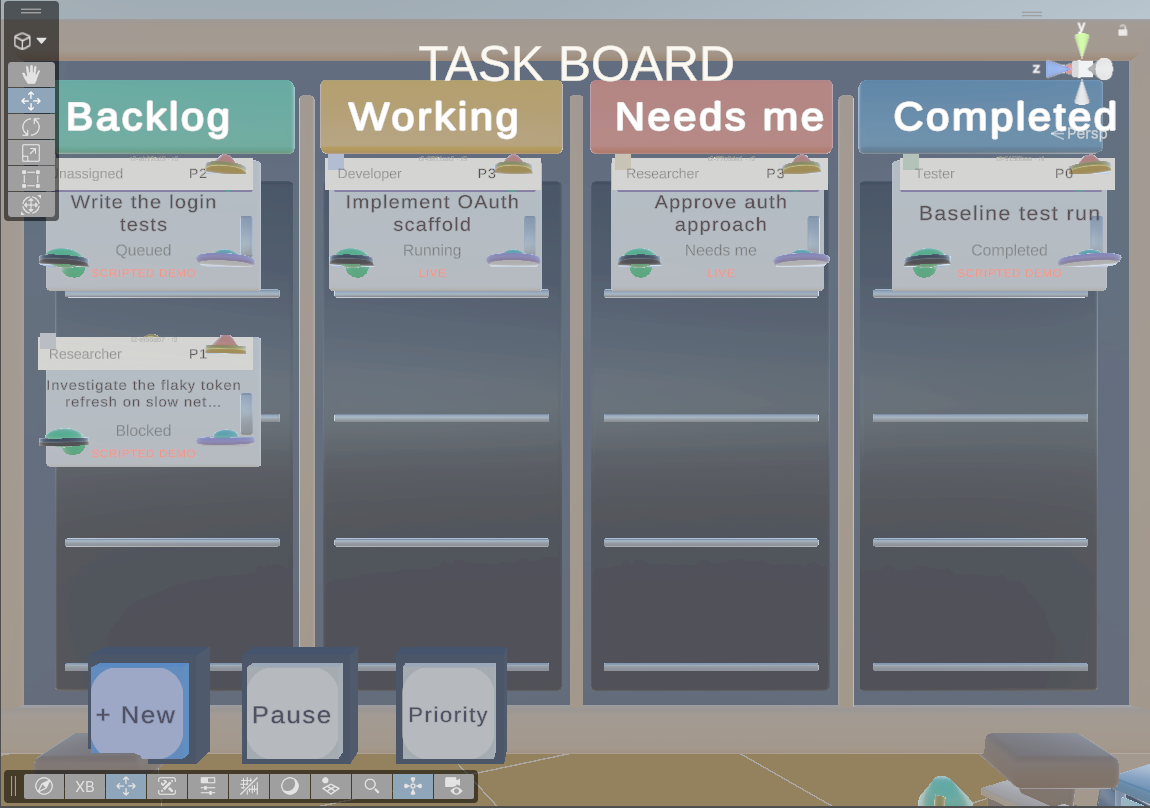 TASK BOARD
Backlog
Working
Needs me
Completed
z
y
Persp
nassigned
P2
Write the login
tests
Queued
SCRIPTED DEMO
Developer
P3
Implement OAuth
scaffold
Running
LIVE
Researcher
P3
Approve auth
approach
Needs me
LIVE
Tester
P0
Baseline test run
Completed
SCRIPTED DEMO
Researcher
P1
Investigate the flaky token
refresh on slow net...
Blocked
SCRIPTED DEMO
+ New
Pause
Priority
XB